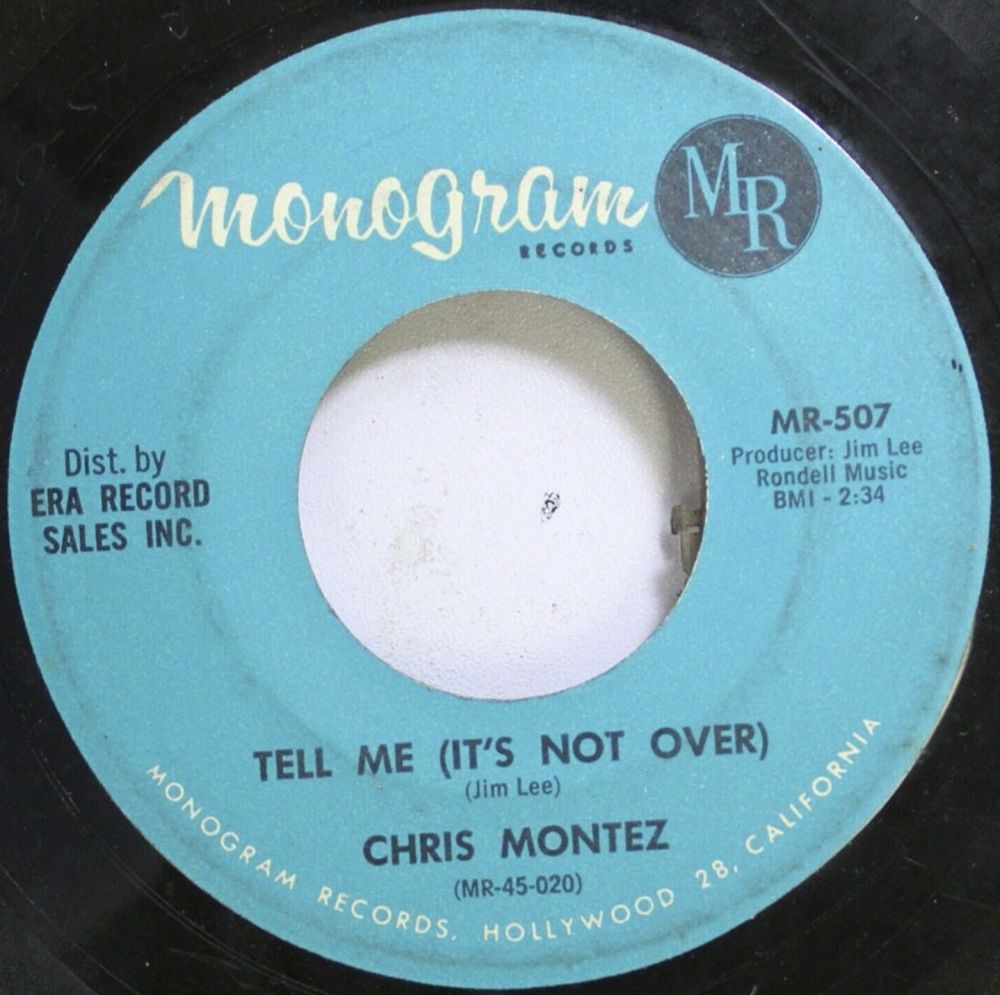 monogram
RECORDS
MR
MR-507
Producer: Jim Lee
Rondell Music
BMI - 2:34
Dist. by
ERA RECORD
SALES INC.
TELL ME (IT'S NOT OVER)
(Jim Lee)
CHRIS MONTEZ
(MR-45-020)
MONOGRAM RECORDS, HOLLYWOOD 28, CALIFORNIA